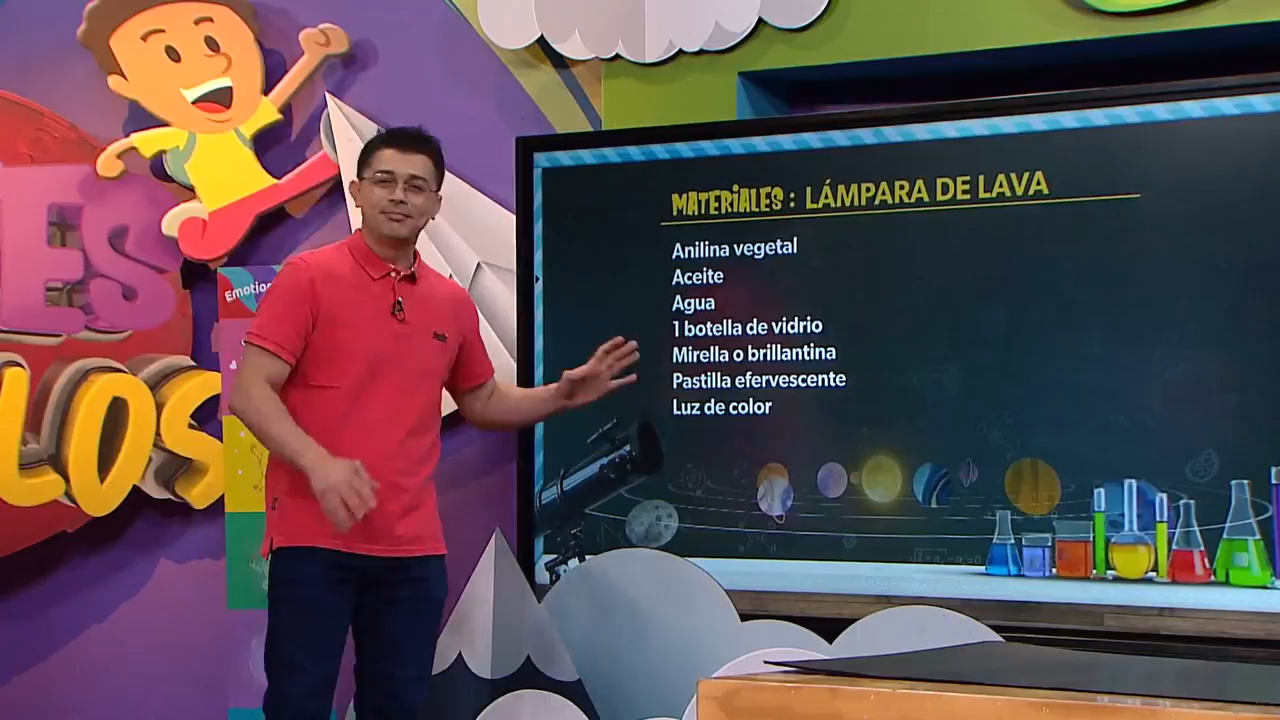 ES
LOS
Emotion
MATERIALES: LÁMPARA DE LAVA
Anilina vegetal
Aceite
Agua
1 botella de vidrio
Mirella o brillantina
Pastilla efervescente
Luz de color